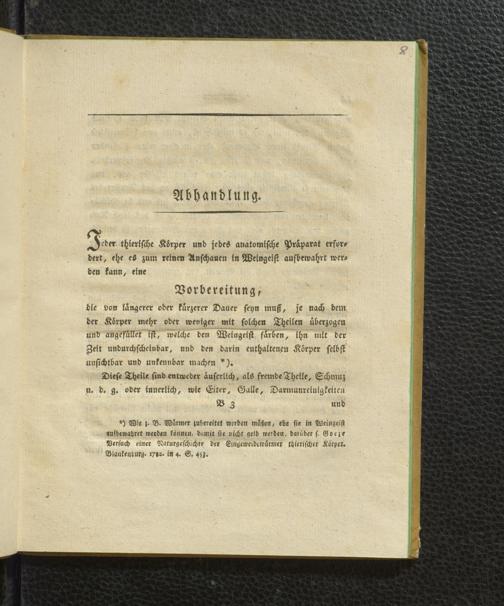 8
Abhandlung.
Jeder thierische Körper und jedes anatomische Präparat erfor-
dert, ehe es zum reinen Anschauen in Weingeist aufbewahrt wer-
den kann, eine
Vorbereitung,
die von längerer oder kürzerer Dauer seyn muß, je nach dem
der Körper mehr oder weniger mit solchen Theilen überzogen
und angefüllet ist, welche den Weingeist färben, ihn mit der
Zeit undurchscheinbar, und den darin enthaltenen Körper selbst
unsichtbar und unkennbar machen *).
Diese Theile sind entweder äuserlich, als fremde Theile, Schmuz
u. d. g. oder innerlich, wie Eiter, Galle, Darmunreinigkeiten
B 3 und
*) Wie z. B. Würmer zubereitet werden müßen, ehe sie in Weingeist
aufbewahret werden können, damit sie nicht gelb werden, darüber s. Goeze
Versuch einer Naturgeschichte der Eingeweidewürmer thierischer Körper.
Blankenburg. 1782. in 4. S. 453.